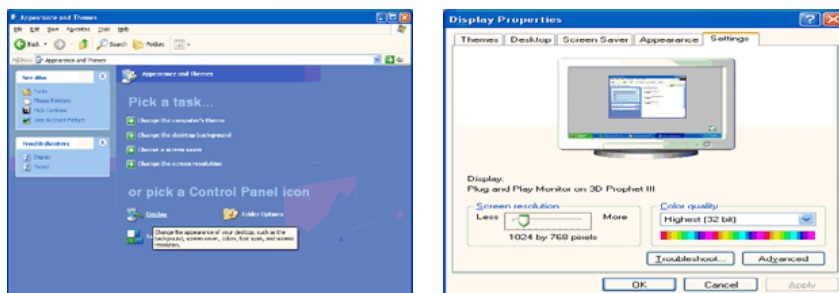 Appearance and Themes
File Edit View Favorites Tools Help
Back Search Folders
Address Appearance and Themes Go
See Also
Fonts
Mouse Pointers
High Contrast
User Account Picture
Troubleshooters
Display
Sound
Appearance and Themes
Pick a task...
Change the computer's theme
Change the desktop background
Choose a screen saver
Change the screen resolution
or pick a Control Panel icon
Display Folder Options
Change the appearance of your desktop, such as the
background, screen saver, colors, font sizes, and screen
resolution.
Display Properties
Themes Desktop Screen Saver Appearance Settings
Display:
Plug and Play Monitor on 3D Prophet III
Screen resolution
Less More
1024 by 768 pixels
Color quality
Highest (32 bit)
Troubleshoot... Advanced
OK Cancel Apply